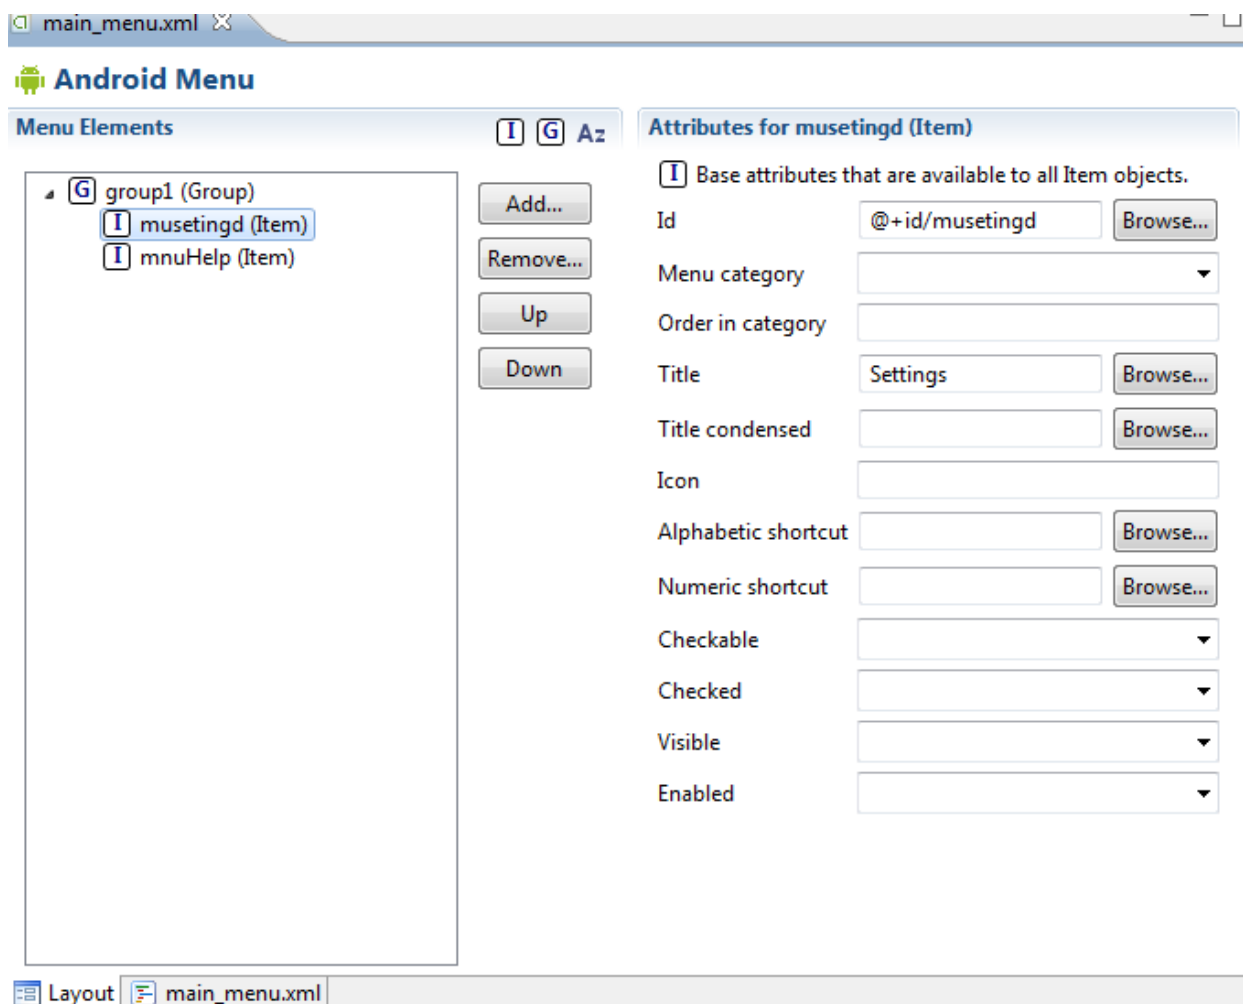 main_menu.xml
Android Menu
Menu Elements
I G Az
G group1 (Group)
I musetingd (Item)
I mnuHelp (Item)
Add...
Remove...
Up
Down
Attributes for musetingd (Item)
I Base attributes that are available to all Item objects.
Id @+id/musetingd Browse...
Menu category
Order in category
Title Settings Browse...
Title condensed Browse...
Icon
Alphabetic shortcut Browse...
Numeric shortcut Browse...
Checkable
Checked
Visible
Enabled
Layout main_menu.xml